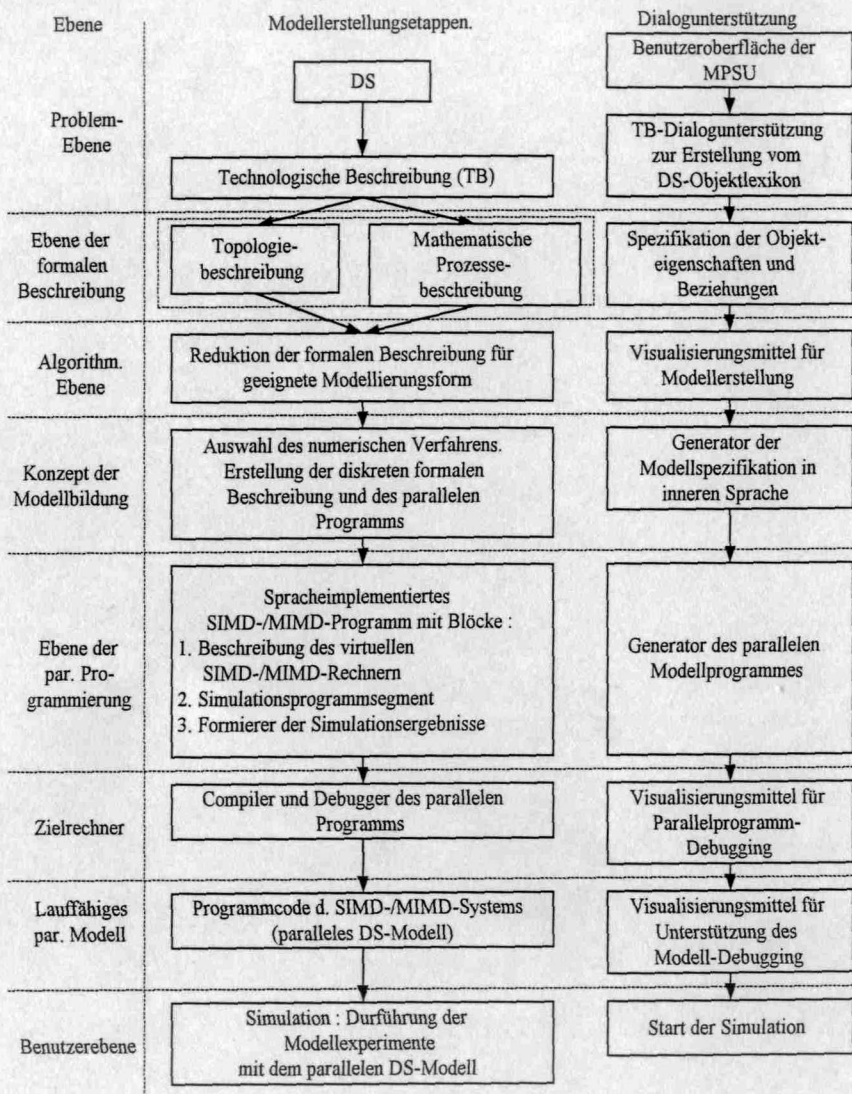 Ebene
Modellerstellungsetappen.
Dialogunterstützung
Problem-
Ebene
DS
Technologische Beschreibung (TB)
Benutzeroberfläche der
MPSU
TB-Dialogunterstützung
zur Erstellung vom
DS-Objektlexikon
Ebene der
formalen
Beschreibung
Topologie-
beschreibung
Mathematische
Prozesse-
beschreibung
Spezifikation der Objekt-
eigenschaften und
Beziehungen
Algorithm.
Ebene
Reduktion der formalen Beschreibung für
geeignete Modellierungsform
Visualisierungsmittel für
Modellerstellung
Konzept der
Modellbildung
Auswahl des numerischen Verfahrens.
Erstellung der diskreten formalen
Beschreibung und des parallelen
Programms
Generator der
Modellspezifikation in
inneren Sprache
Ebene der
par. Pro-
grammierung
Spracheimplementiertes
SIMD-/MIMD-Programm mit Blöcke :
1. Beschreibung des virtuellen
SIMD-/MIMD-Rechnern
2. Simulationsprogrammsegment
3. Formierer der Simulationsergebnisse
Generator des parallelen
Modellprogrammes
Zielrechner
Compiler und Debugger des parallelen
Programms
Visualisierungsmittel für
Parallelprogramm-
Debugging
Lauffähiges
par. Modell
Programmcode d. SIMD-/MIMD-Systems
(paralleles DS-Modell)
Visualisierungsmittel für
Unterstützung des
Modell-Debugging
Benutzerebene
Simulation : Durführung der
Modellexperimente
mit dem parallelen DS-Modell
Start der Simulation